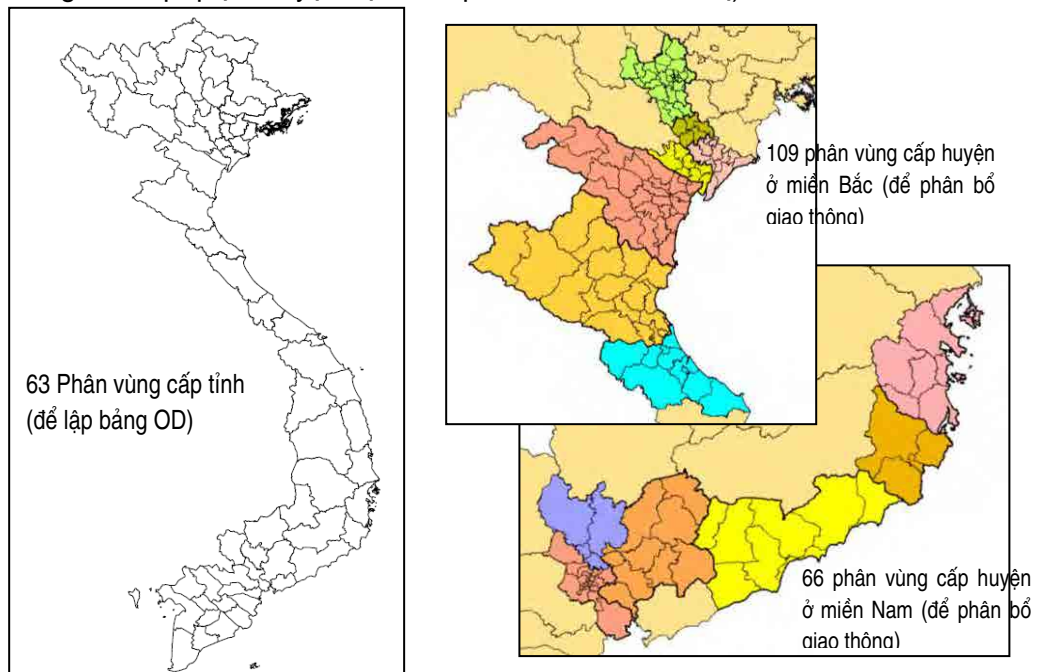 63 Phân vùng cấp tỉnh
(để lập bảng OD)
109 phân vùng cấp huyện
ở miền Bắc (để phân bổ
giao thông)
66 phân vùng cấp huyện
ở miền Nam (để phân bổ
giao thông)